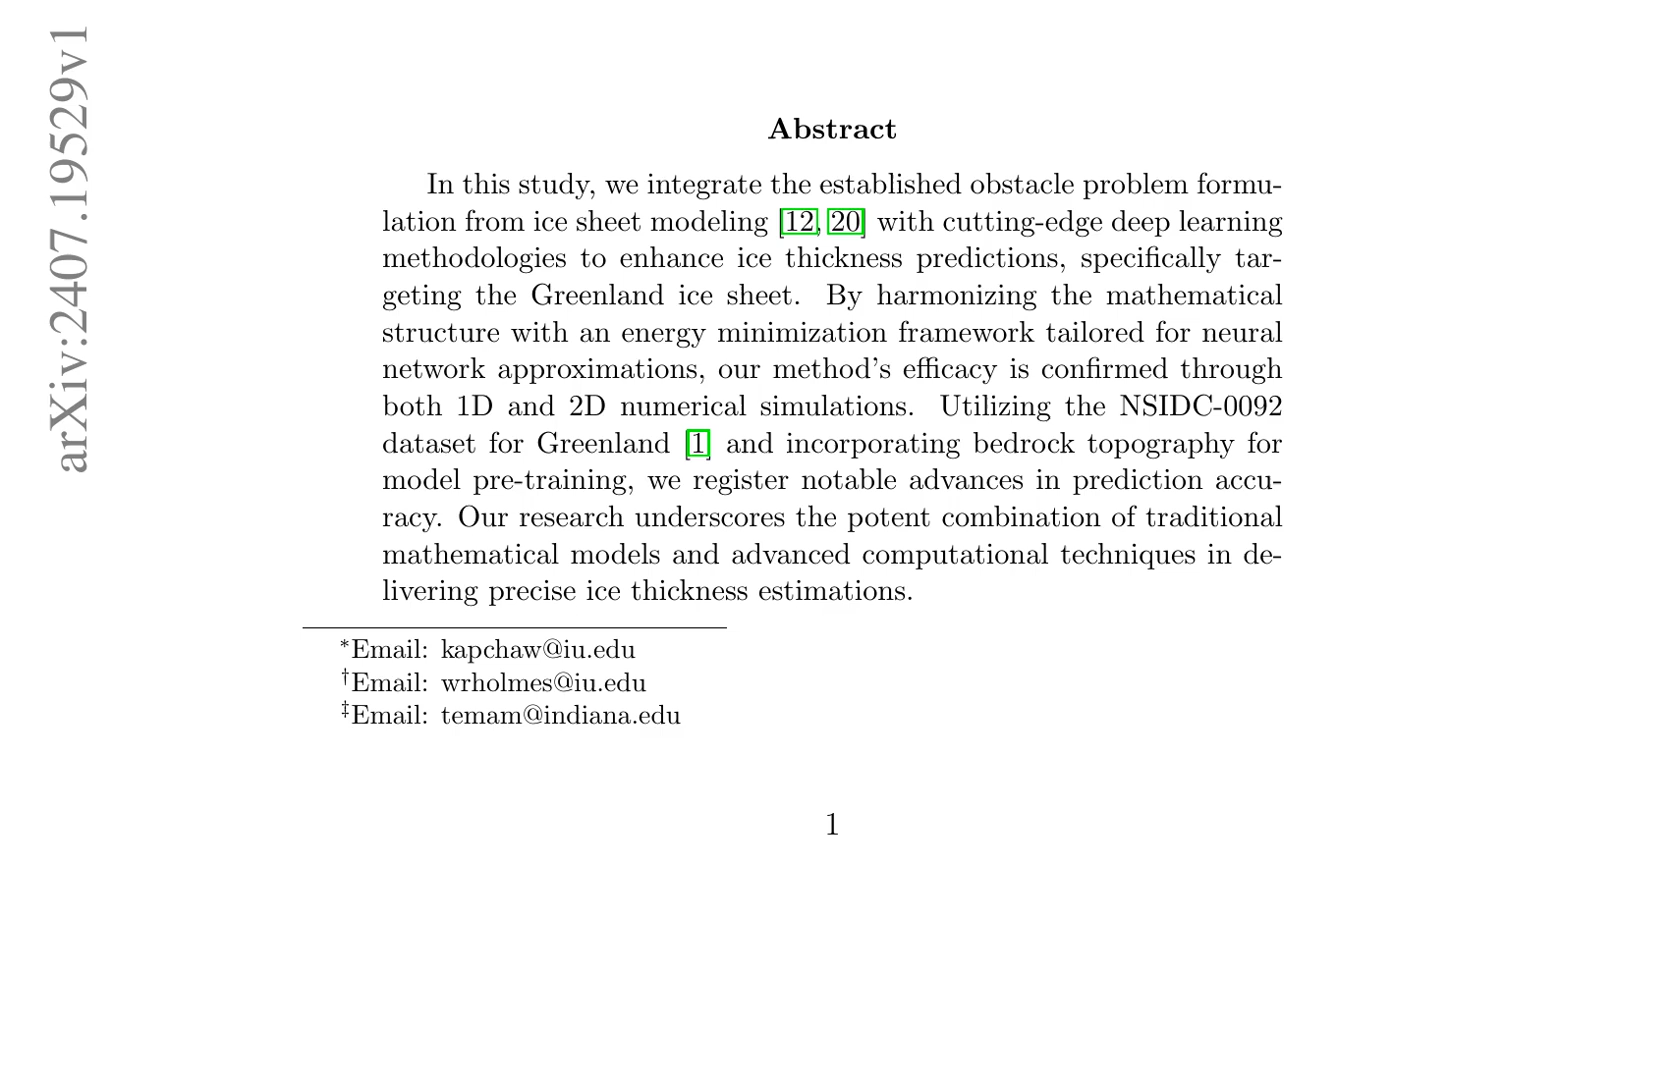 arXiv:2407.19529v1
Abstract
In this study, we integrate the established obstacle problem formu-
lation from ice sheet modeling [12, 20] with cutting-edge deep learning
methodologies to enhance ice thickness predictions, specifically tar-
geting the Greenland ice sheet. By harmonizing the mathematical
structure with an energy minimization framework tailored for neural
network approximations, our method's efficacy is confirmed through
both 1D and 2D numerical simulations. Utilizing the NSIDC-0092
dataset for Greenland [1] and incorporating bedrock topography for
model pre-training, we register notable advances in prediction accu-
racy. Our research underscores the potent combination of traditional
mathematical models and advanced computational techniques in de-
livering precise ice thickness estimations.
*Email: kapchaw@iu.edu
†Email: wrholmes@iu.edu
‡Email: temam@indiana.edu
1